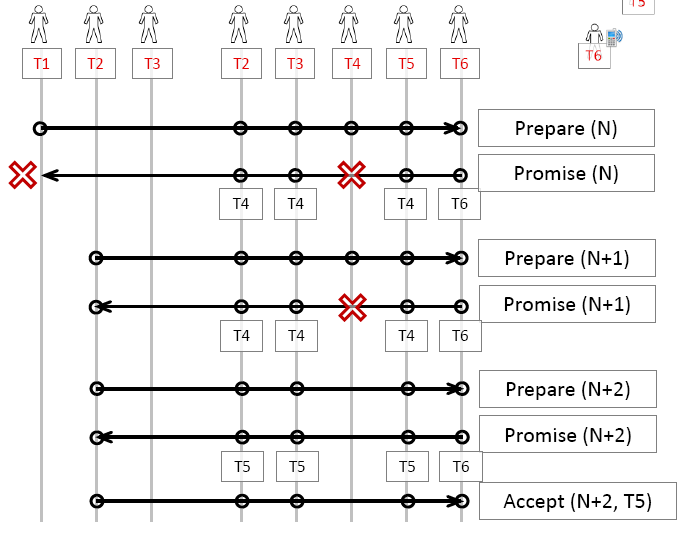 T5
T6
T1 T2 T3 T2 T3 T4 T5 T6
Prepare (N)
Promise (N)
T4 T4 T4 T6
Prepare (N+1)
Promise (N+1)
T4 T4 T4 T6
Prepare (N+2)
Promise (N+2)
T5 T5 T5 T6
Accept (N+2, T5)